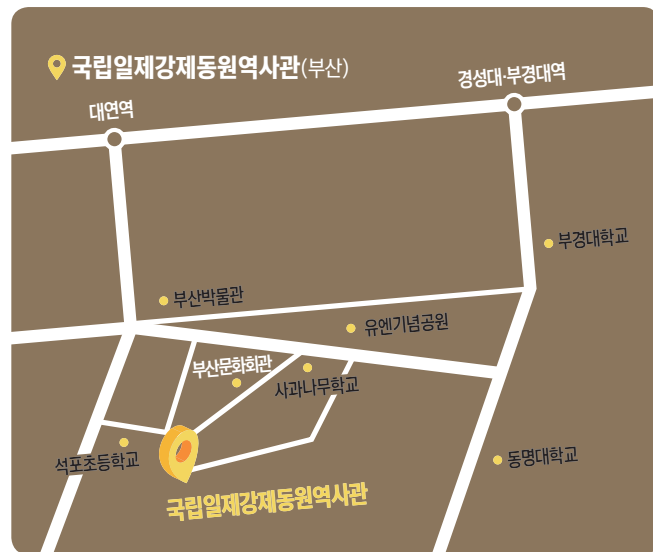 국립일제강제동원역사관(부산)
경성대·부경대역
대연역
부경대학교
부산박물관
유엔기념공원
부산문화회관
사과나무학교
석포초등학교
동명대학교
국립일제강제동원역사관